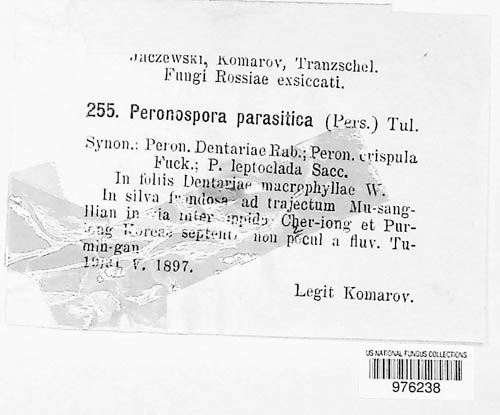 Jaczewski, Komarov, Tranzschel.
Fungi Rossiae exsiccati.
255. Peronospora parasitica (Pers.) Tul.
Synon.: Peron. Dentariae Rab.; Peron. crispula
Fuck.; P. leptoclada Sacc.
In foliis Dentariae macrophyllae W.
In silva frondosa ad trajectum Mu-sang-
llian in via inter oppida Cher-iong et Pur-
iong Koreae septent. non pocul a fluv. Tu-
min-gan
V. 1897.
Legit Komarov.
US NATIONAL FUNGUS COLLECTIONS
976238